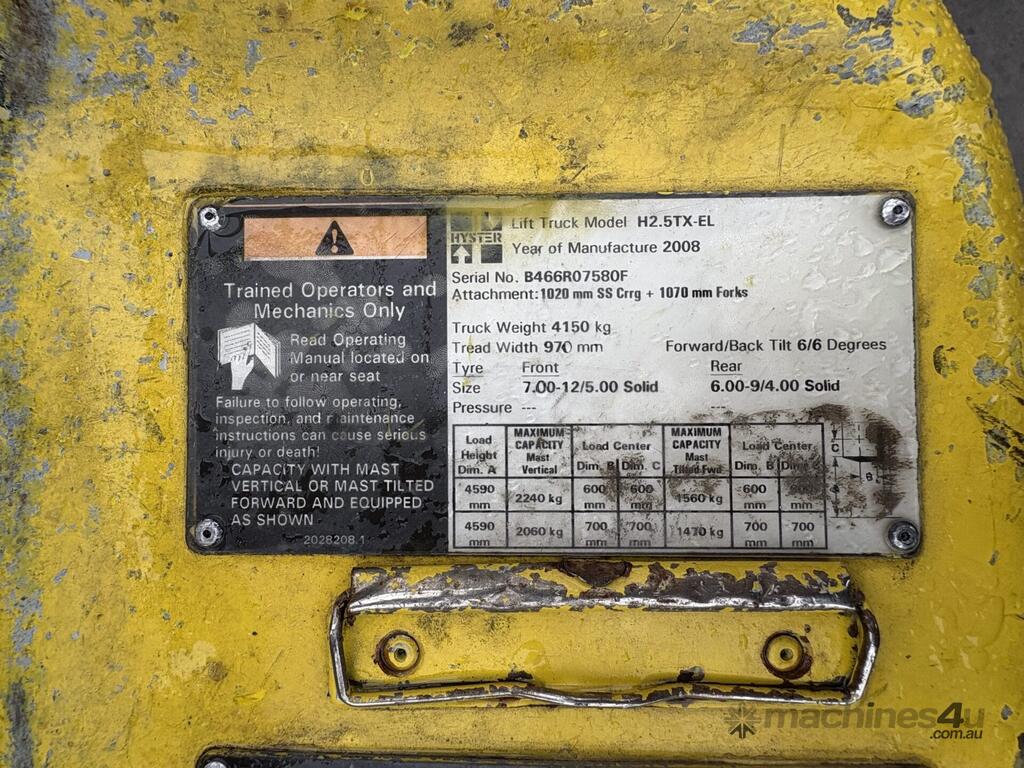 Trained Operators and
Mechanics Only
Read Operating
Manual located on
or near seat
Failure to follow operating,
inspection, and maintenance
instructions can cause serious
injury or death!
CAPACITY WITH MAST
VERTICAL OR MAST TILTED
FORWARD AND EQUIPPED
AS SHOWN
2028208.1
HYSTER
Lift Truck Model H2.5TX-EL
Year of Manufacture 2008
Serial No. B466R07580F
Attachment: 1020 mm SS Crrg + 1070 mm Forks
Truck Weight 4150 kg
Tread Width 970 mm Forward/Back Tilt 6/6 Degrees
Tyre Front Rear
Size 7.00-12/5.00 Solid 6.00-9/4.00 Solid
Pressure --- ---
Load Height Dim. A MAXIMUM CAPACITY Mast Vertical Load Center Dim. B Dim. C MAXIMUM CAPACITY Mast Tilted Fwd Load Center Dim. B Dim. C
4590 mm 2240 kg 600 mm 600 mm 1560 kg 600 mm 600 mm
4590 mm 2060 kg 700 mm 700 mm 1470 kg 700 mm 700 mm
C
A
B
machines4u
.com.au